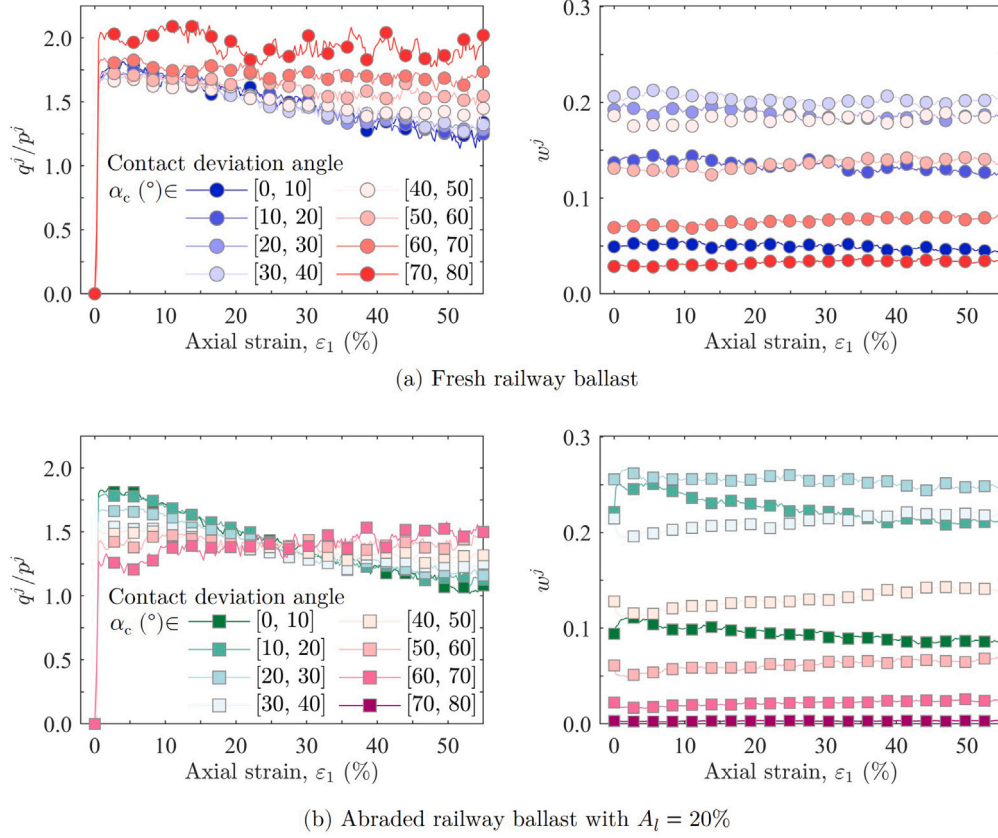 2.0
1.5
1.0
0.5
0.0
q^j/p^j
Contact deviation angle
α_c (°)∈
[0, 10]
[10, 20]
[20, 30]
[30, 40]
[40, 50]
[50, 60]
[60, 70]
[70, 80]
0 10 20 30 40 50
Axial strain, ε_1 (%)
0.3
0.2
0.1
0.0
w^j
0 10 20 30 40 50
Axial strain, ε_1 (%)
(a) Fresh railway ballast
2.0
1.5
1.0
0.5
0.0
q^j/p^j
Contact deviation angle
α_c (°)∈
[0, 10]
[10, 20]
[20, 30]
[30, 40]
[40, 50]
[50, 60]
[60, 70]
[70, 80]
0 10 20 30 40 50
Axial strain, ε_1 (%)
0.3
0.2
0.1
0.0
w^j
0 10 20 30 40 50
Axial strain, ε_1 (%)
(b) Abraded railway ballast with A_l = 20%